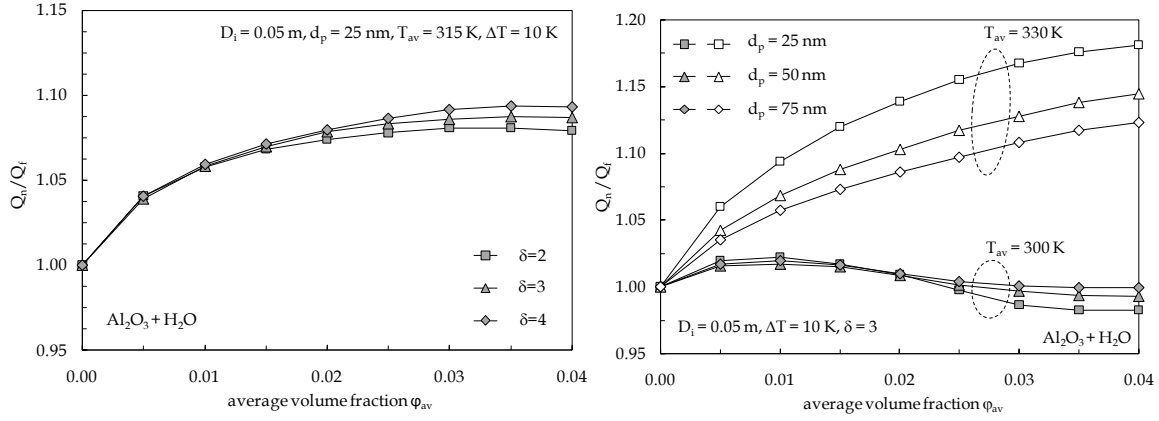 D_i = 0.05 m, d_p = 25 nm, T_av = 315 K, ΔT = 10 K
1.15
1.10
1.05
1.00
0.95
Q_n / Q_f
δ=2
δ=3
δ=4
Al₂O₃ + H₂O
0.00
0.01
0.02
0.03
0.04
average volume fraction φ_av
1.20
1.15
1.10
1.05
1.00
0.95
Q_n / Q_f
d_p = 25 nm
d_p = 50 nm
d_p = 75 nm
T_av = 330 K
T_av = 300 K
D_i = 0.05 m, ΔT = 10 K, δ = 3
Al₂O₃ + H₂O
0.00
0.01
0.02
0.03
0.04
average volume fraction φ_av